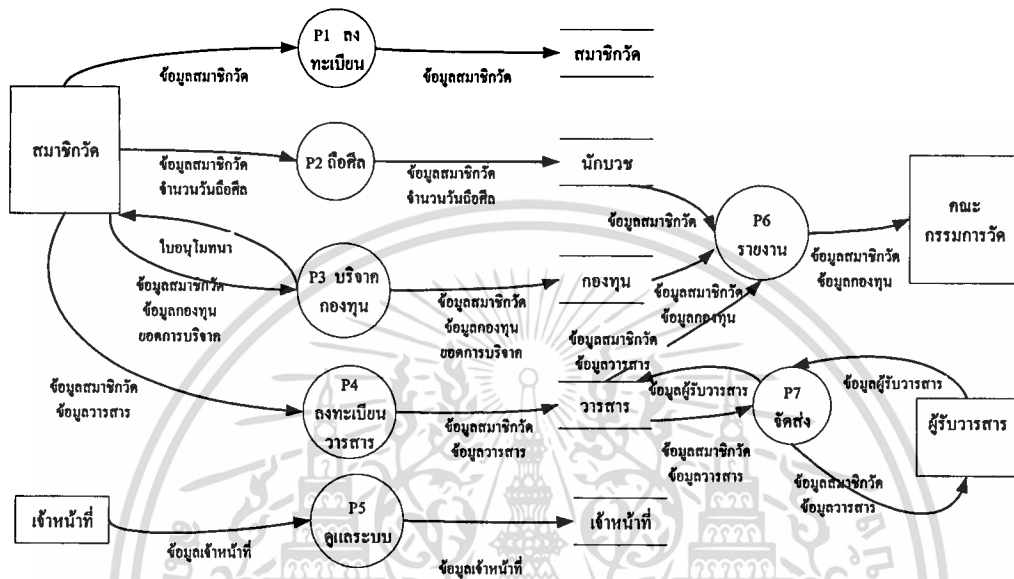 P1 ลง
ทะเบียน
ข้อมูลสมาชิกวัด
ข้อมูลสมาชิกวัด
สมาชิกวัด
สมาชิกวัด
P2 ถือศีล
ข้อมูลสมาชิกวัด
จำนวนวันถือศีล
ข้อมูลสมาชิกวัด
จำนวนวันถือศีล
นักบวช
ข้อมูลสมาชิกวัด
P6
รายงาน
ข้อมูลสมาชิกวัด
ข้อมูลกองทุน
คณะ
กรรมการวัด
ใบอนุโมทนา
ข้อมูลสมาชิกวัด
ข้อมูลกองทุน
ยอดการบริจาค
P3 บริจาค
กองทุน
ข้อมูลสมาชิกวัด
ข้อมูลกองทุน
ยอดการบริจาค
กองทุน
ข้อมูลสมาชิกวัด
ข้อมูลกองทุน
ข้อมูลสมาชิกวัด
ข้อมูลวารสาร
ข้อมูลสมาชิกวัด
ข้อมูลวารสาร
P4
ลงทะเบียน
วารสาร
ข้อมูลสมาชิกวัด
ข้อมูลวารสาร
วารสาร
ข้อมูลผู้รับวารสาร
ข้อมูลสมาชิกวัด
ข้อมูลวารสาร
P7
จัดส่ง
ข้อมูลผู้รับวารสาร
ข้อมูลสมาชิกวัด
ข้อมูลวารสาร
ผู้รับวารสาร
เจ้าหน้าที่
ข้อมูลเจ้าหน้าที่
P5
ดูแลระบบ
ข้อมูลเจ้าหน้าที่
เจ้าหน้าที่